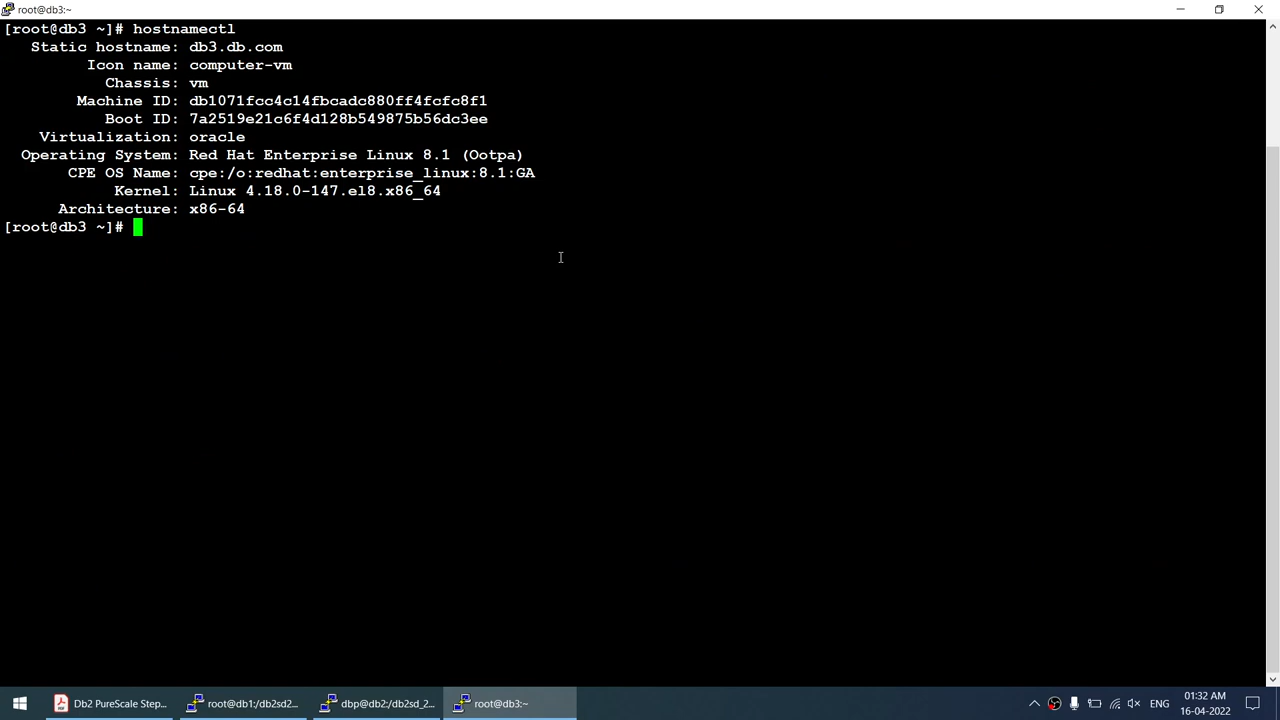 root@db3:~
[root@db3 ~]# hostnamectl
Static hostname: db3.db.com
Icon name: computer-vm
Chassis: vm
Machine ID: db1071fcc4c14fbcadc880ff4fcfc8f1
Boot ID: 7a2519e21c6f4d128b549875b56dc3ee
Virtualization: oracle
Operating System: Red Hat Enterprise Linux 8.1 (Ootpa)
CPE OS Name: cpe:/o:redhat:enterprise_linux:8.1:GA
Kernel: Linux 4.18.0-147.el8.x86_64
Architecture: x86-64
[root@db3 ~]#
Db2 PureScale Step... root@db1:/db2sd2... dbp@db2:/db2sd_2... root@db3:~ ENG 01:32 AM
16-04-2022